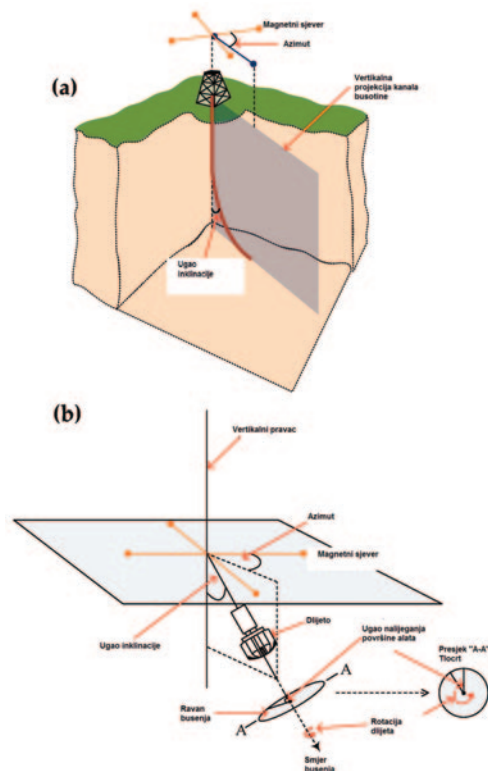 Magnetni sjever
Azimut
(a)
Vertikalna
projekcija kanala
busotine
Ugao
inklinacije
(b)
Vertikalni pravac
Azimut
Magnetni sjever
Ugao inklinacije
Dlijeto
Ugao nalijeganja
površine alata
Presjek "A-A"
Tlocrt
A
Ravan
busenja
A
Rotacija
dlijeta
Smjer
busenja